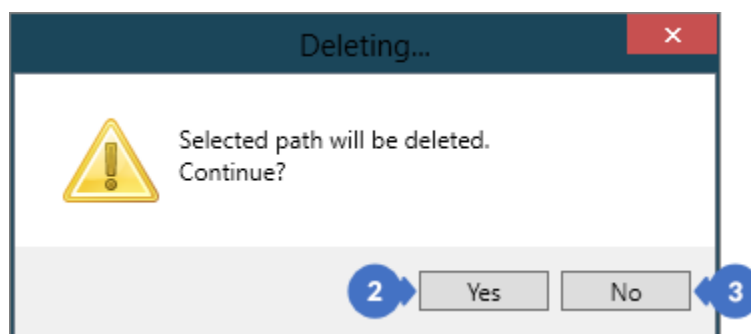 Deleting...
×
Selected path will be deleted.
Continue?
2 Yes No 3